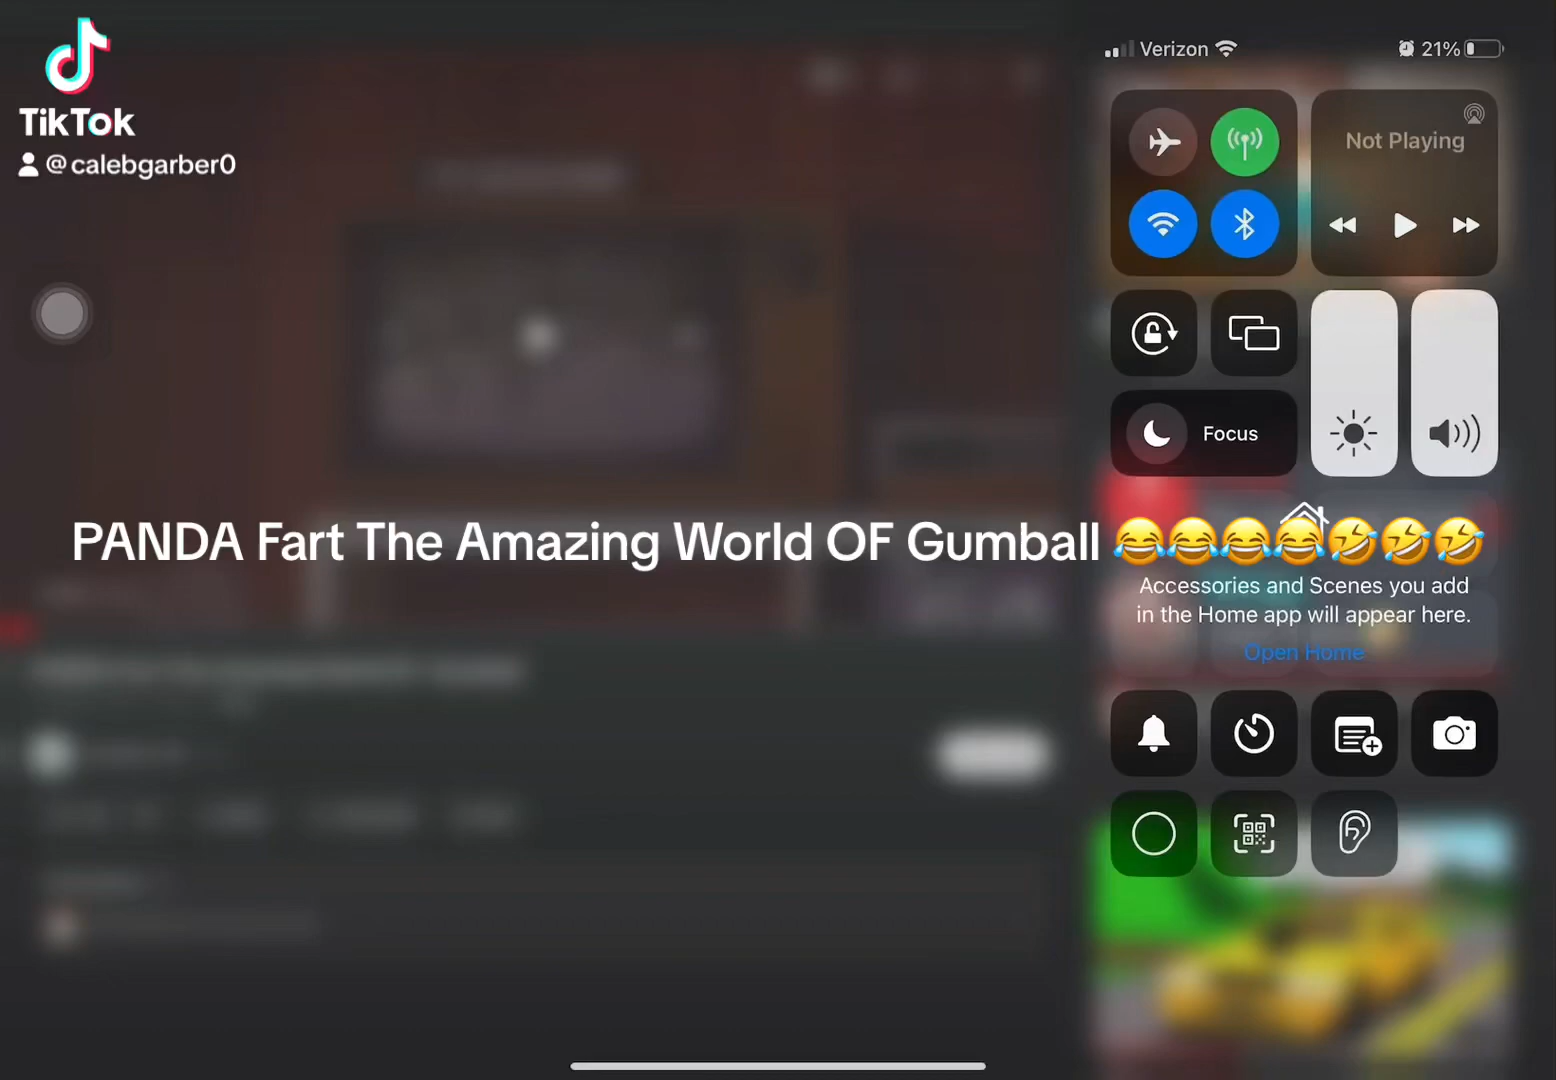 TikTok
@calebgarber0
Verizon
21%
Not Playing
Focus
PANDA Fart The Amazing World OF Gumball 😂😂😂😂🤣🤣🤣
Accessories and Scenes you add
in the Home app will appear here.
Open Home